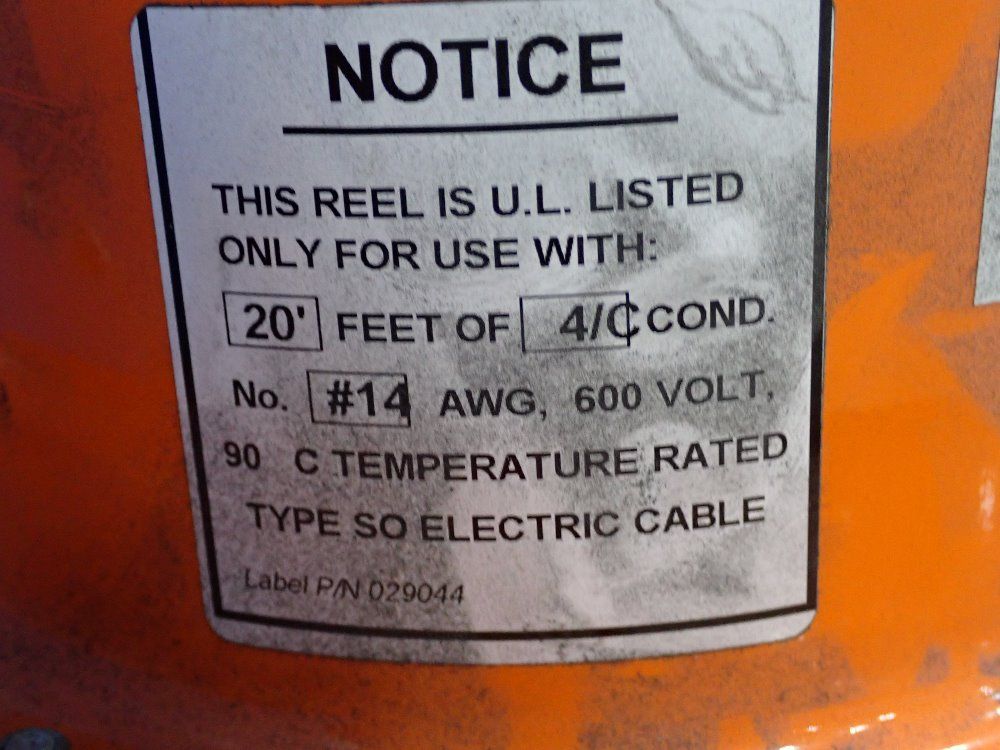 NOTICE
THIS REEL IS U.L. LISTED
ONLY FOR USE WITH:
20' FEET OF 4/C COND.
No. #14 AWG, 600 VOLT,
90 C TEMPERATURE RATED
TYPE SO ELECTRIC CABLE
Label P/N 029044